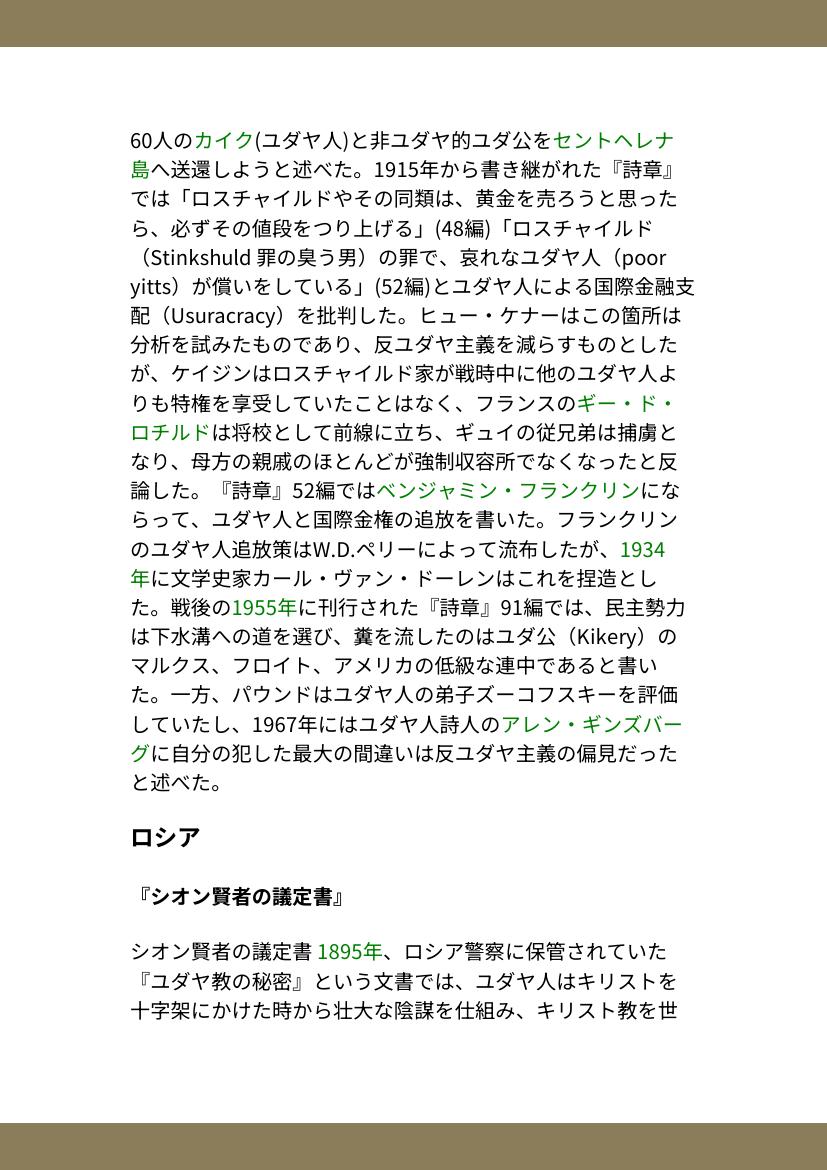 60人のカイク(ユダヤ人)と非ユダヤ的ユダ公をセントヘレナ
島へ送還しようと述べた。1915年から書き継がれた『詩章』
では「ロスチャイルドやその同類は、黄金を売ろうと思った
ら、必ずその値段をつり上げる」(48編)「ロスチャイルド
（Stinkshuld 罪の臭う男）の罪で、哀れなユダヤ人（poor
yitts）が償いをしている」(52編)とユダヤ人による国際金融支
配（Usuracracy）を批判した。ヒュー・ケナーはこの箇所は
分析を試みたものであり、反ユダヤ主義を減らすものとした
が、ケイジンはロスチャイルド家が戦時中に他のユダヤ人よ
りも特権を享受していたことはなく、フランスのギー・ド・
ロチルドは将校として前線に立ち、ギュイの従兄弟は捕虜と
なり、母方の親戚のほとんどが強制収容所でなくなったと反
論した。『詩章』52編ではベンジャミン・フランクリンにな
らって、ユダヤ人と国際金権の追放を書いた。フランクリン
のユダヤ人追放策はW.D.ペリーによって流布したが、1934
年に文学史家カール・ヴァン・ドーレンはこれを捏造とし
た。戦後の1955年に刊行された『詩章』91編では、民主勢力
は下水溝への道を選び、糞を流したのはユダ公（Kikery）の
マルクス、フロイト、アメリカの低級な連中であると書い
た。一方、パウンドはユダヤ人の弟子ズーコフスキーを評価
していたし、1967年にはユダヤ人詩人のアレン・ギンズバー
グに自分の犯した最大の間違いは反ユダヤ主義の偏見だった
と述べた。
ロシア
『シオン賢者の議定書』
シオン賢者の議定書 1895年、ロシア警察に保管されていた
『ユダヤ教の秘密』という文書では、ユダヤ人はキリストを
十字架にかけた時から壮大な陰謀を仕組み、キリスト教を世